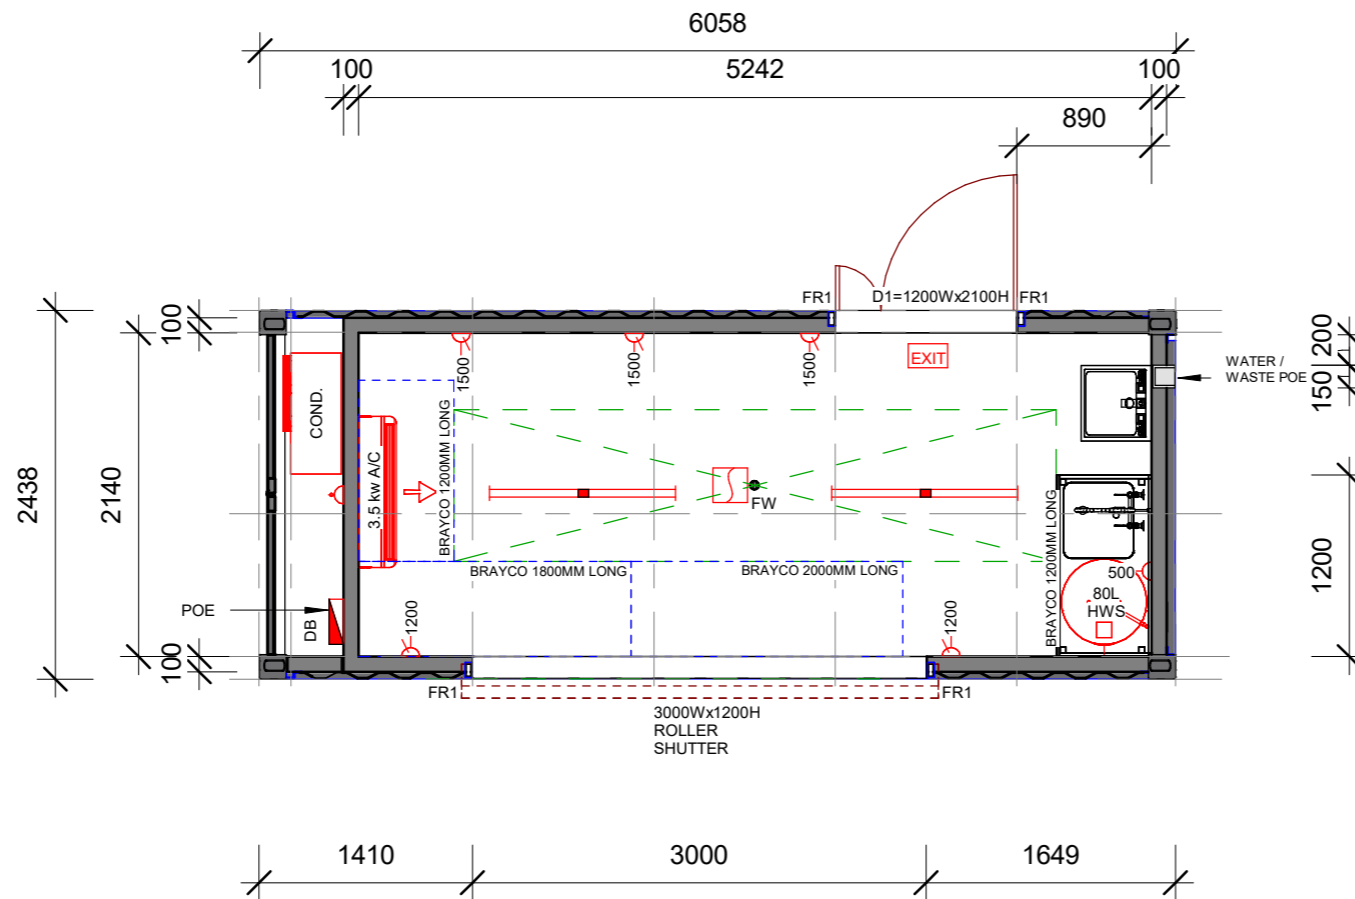 6058
100
5242
100
890
FR1
D1=1200Wx2100H
FR1
100
1500
1500
1500
EXIT
200
WATER /
WASTE POE
150
COND.
BRAYCO 1200MM LONG
3.5 kw A/C
2438
2140
FW
BRAYCO 1200MM LONG
1200
BRAYCO 1800MM LONG
BRAYCO 2000MM LONG
500
80L
HWS
POE
DB
1200
1200
100
FR1
FR1
3000Wx1200H
ROLLER
SHUTTER
1410
3000
1649